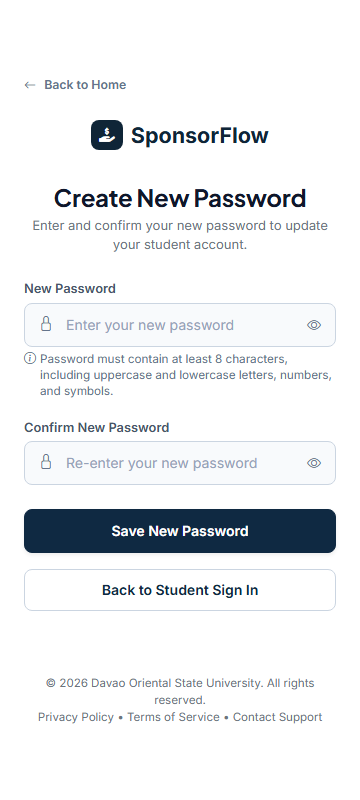 ← Back to Home
SponsorFlow
Create New Password
Enter and confirm your new password to update
your student account.
New Password
Enter your new password
Password must contain at least 8 characters,
including uppercase and lowercase letters, numbers,
and symbols.
Confirm New Password
Re-enter your new password
Save New Password
Back to Student Sign In
© 2026 Davao Oriental State University. All rights
reserved.
Privacy Policy • Terms of Service • Contact Support